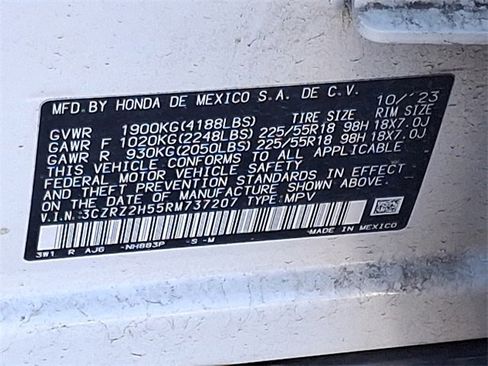 MFD. BY HONDA DE MEXICO S.A. DE C.V. 10/'23
GVWR 1900KG(4188LBS) TIRE SIZE RIM SIZE
GAWR F 1020KG(2248LBS) 225/55R18 98H 18X7.0J
GAWR R 930KG(2050LBS) 225/55R18 98H 18X7.0J
THIS VEHICLE CONFORMS TO ALL APPLICABLE
FEDERAL MOTOR VEHICLE SAFETY, BUMPER,
AND THEFT PREVENTION STANDARDS IN EFFECT
ON THE DATE OF MANUFACTURE SHOWN ABOVE.
V.I.N.:3CZRZ2H55RM737207 TYPE: MPV
3W1 R AJG -NH883P -S -M MADE IN MEXICO